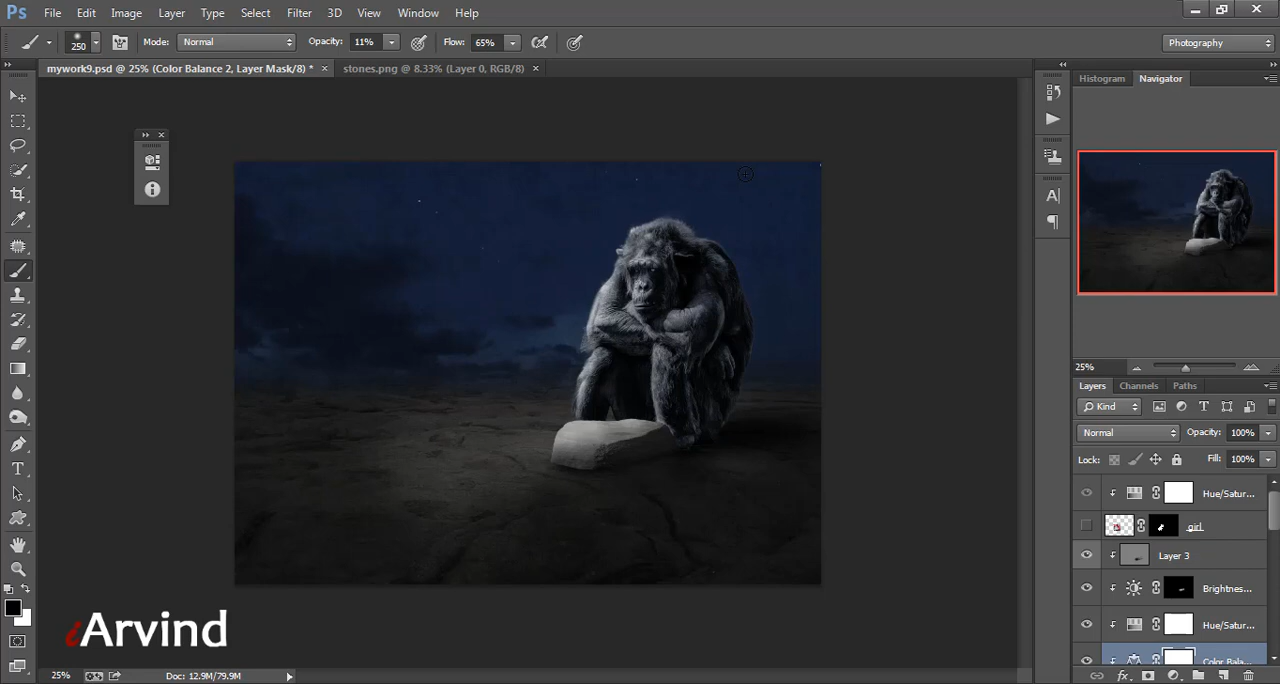 Ps File Edit Image Layer Type Select Filter 3D View Window Help
250 Mode: Normal Opacity: 11% Flow: 65% Photography
mywork9.psd @ 25% (Color Balance 2, Layer Mask/8) * × stones.png @ 8.33% (Layer 0, RGB/8) ×
Histogram Navigator
25%
Layers Channels Paths
Kind
Normal Opacity: 100%
Lock: Fill: 100%
Hue/Satur...
girl
Layer 3
Brightnes...
Hue/Satur...
Color Bala...
iArvind
25% Doc: 12.9M/79.9M